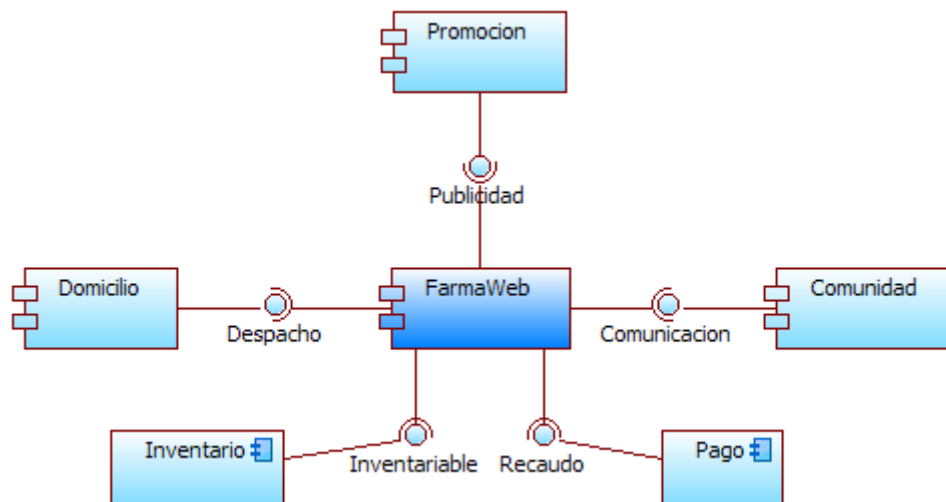 Promocion
Publicidad
Domicilio
FarmaWeb
Comunidad
Despacho
Comunicacion
Inventario
Inventariable
Recaudo
Pago